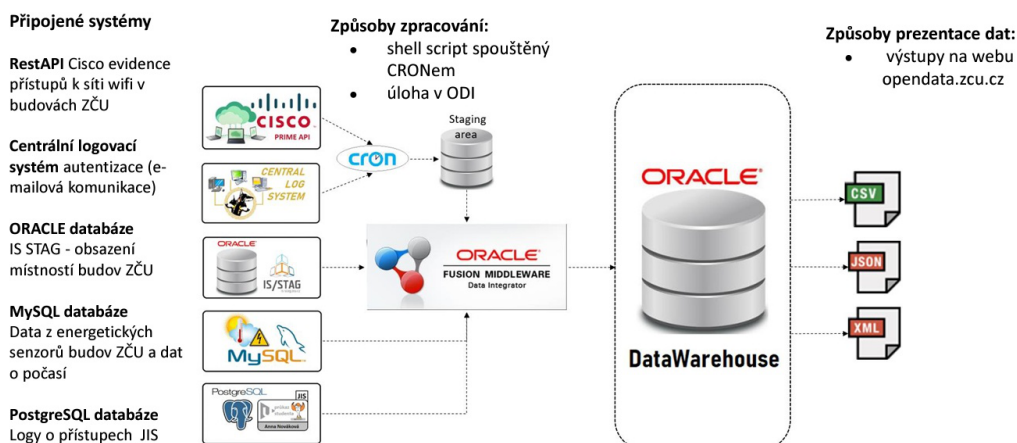 Připojené systémy
RestAPI Cisco evidence
přístupů k síti wifi v
budovách ZČU
Centrální logovací
systém autentizace (e-
mailová komunikace)
ORACLE databáze
IS STAG - obsazení
místností budov ZČU
MySQL databáze
Data z energetických
senzorů budov ZČU a dat
o počasí
PostgreSQL databáze
Logy o přístupech JIS
Způsoby zpracování:
• shell script spouštěný
CRONem
• úloha v ODI
CISCO
PRIME API
CENTRAL
LOG
SYSTEM
ORACLE
IS/STAG
MySQL
PostgreSQL
JIS
průkaz
studenta
Anna Nováková
cron
Staging
area
ORACLE
FUSION MIDDLEWARE
Data Integrator
ORACLE
DataWarehouse
Způsoby prezentace dat:
• výstupy na webu
opendata.zcu.cz
CSV
JSON
XML